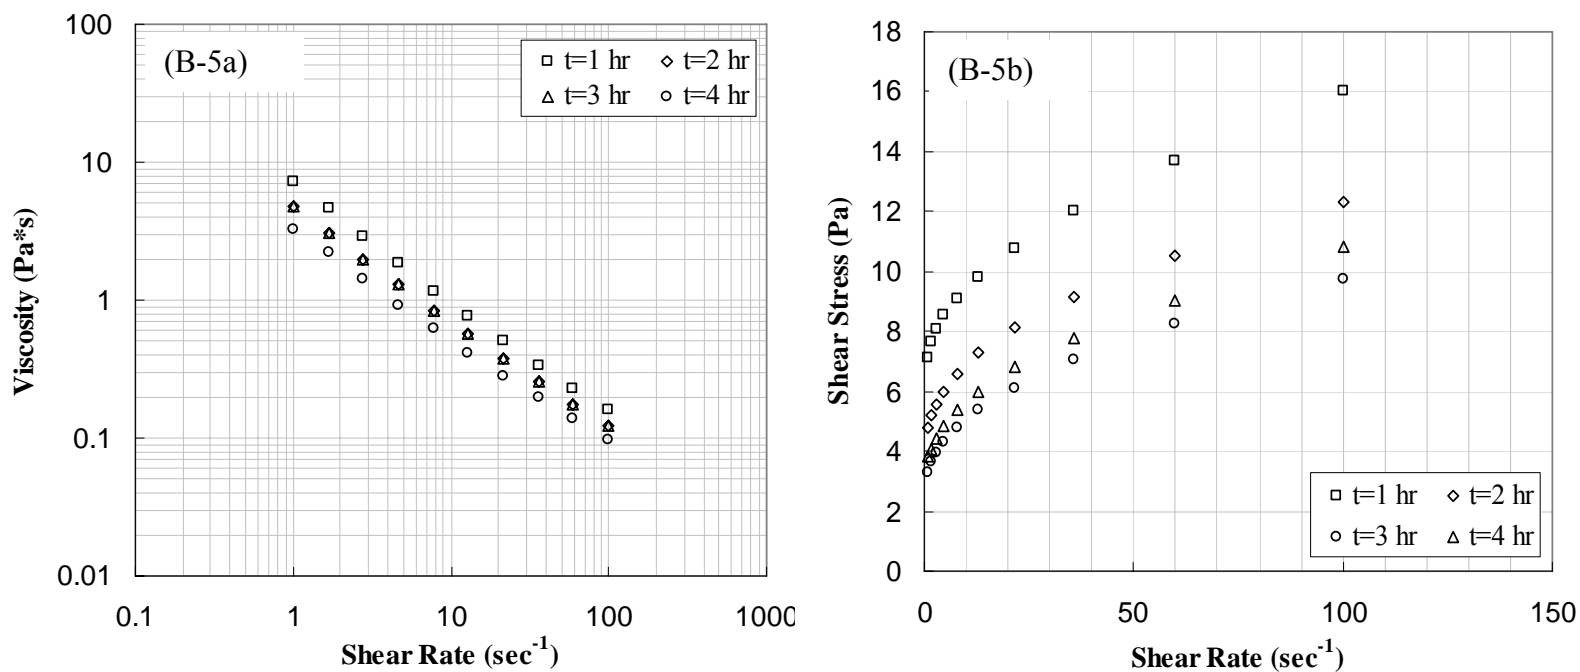 (B-5a)
t=1 hr t=2 hr
t=3 hr t=4 hr
100
10
1
0.1
0.01
0.1 1 10 100 1000
Viscosity (Pa*s)
Shear Rate (sec-1)
(B-5b)
18
16
14
12
10
8
6
4
2
0
0 50 100 150
Shear Stress (Pa)
t=1 hr t=2 hr
t=3 hr t=4 hr
Shear Rate (sec-1)